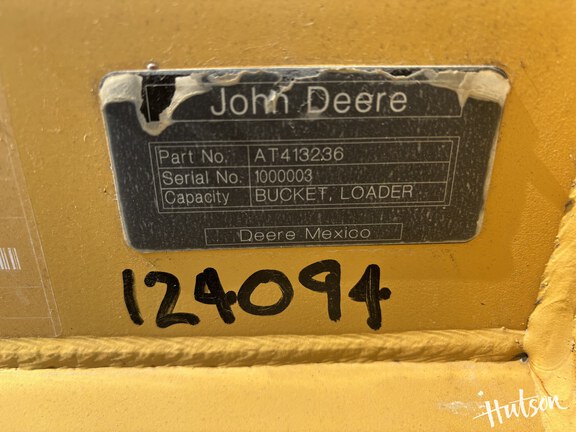 John Deere
Part No. AT413236
Serial No. 1000003
Capacity BUCKET, LOADER
Deere Mexico
124094
Hutson